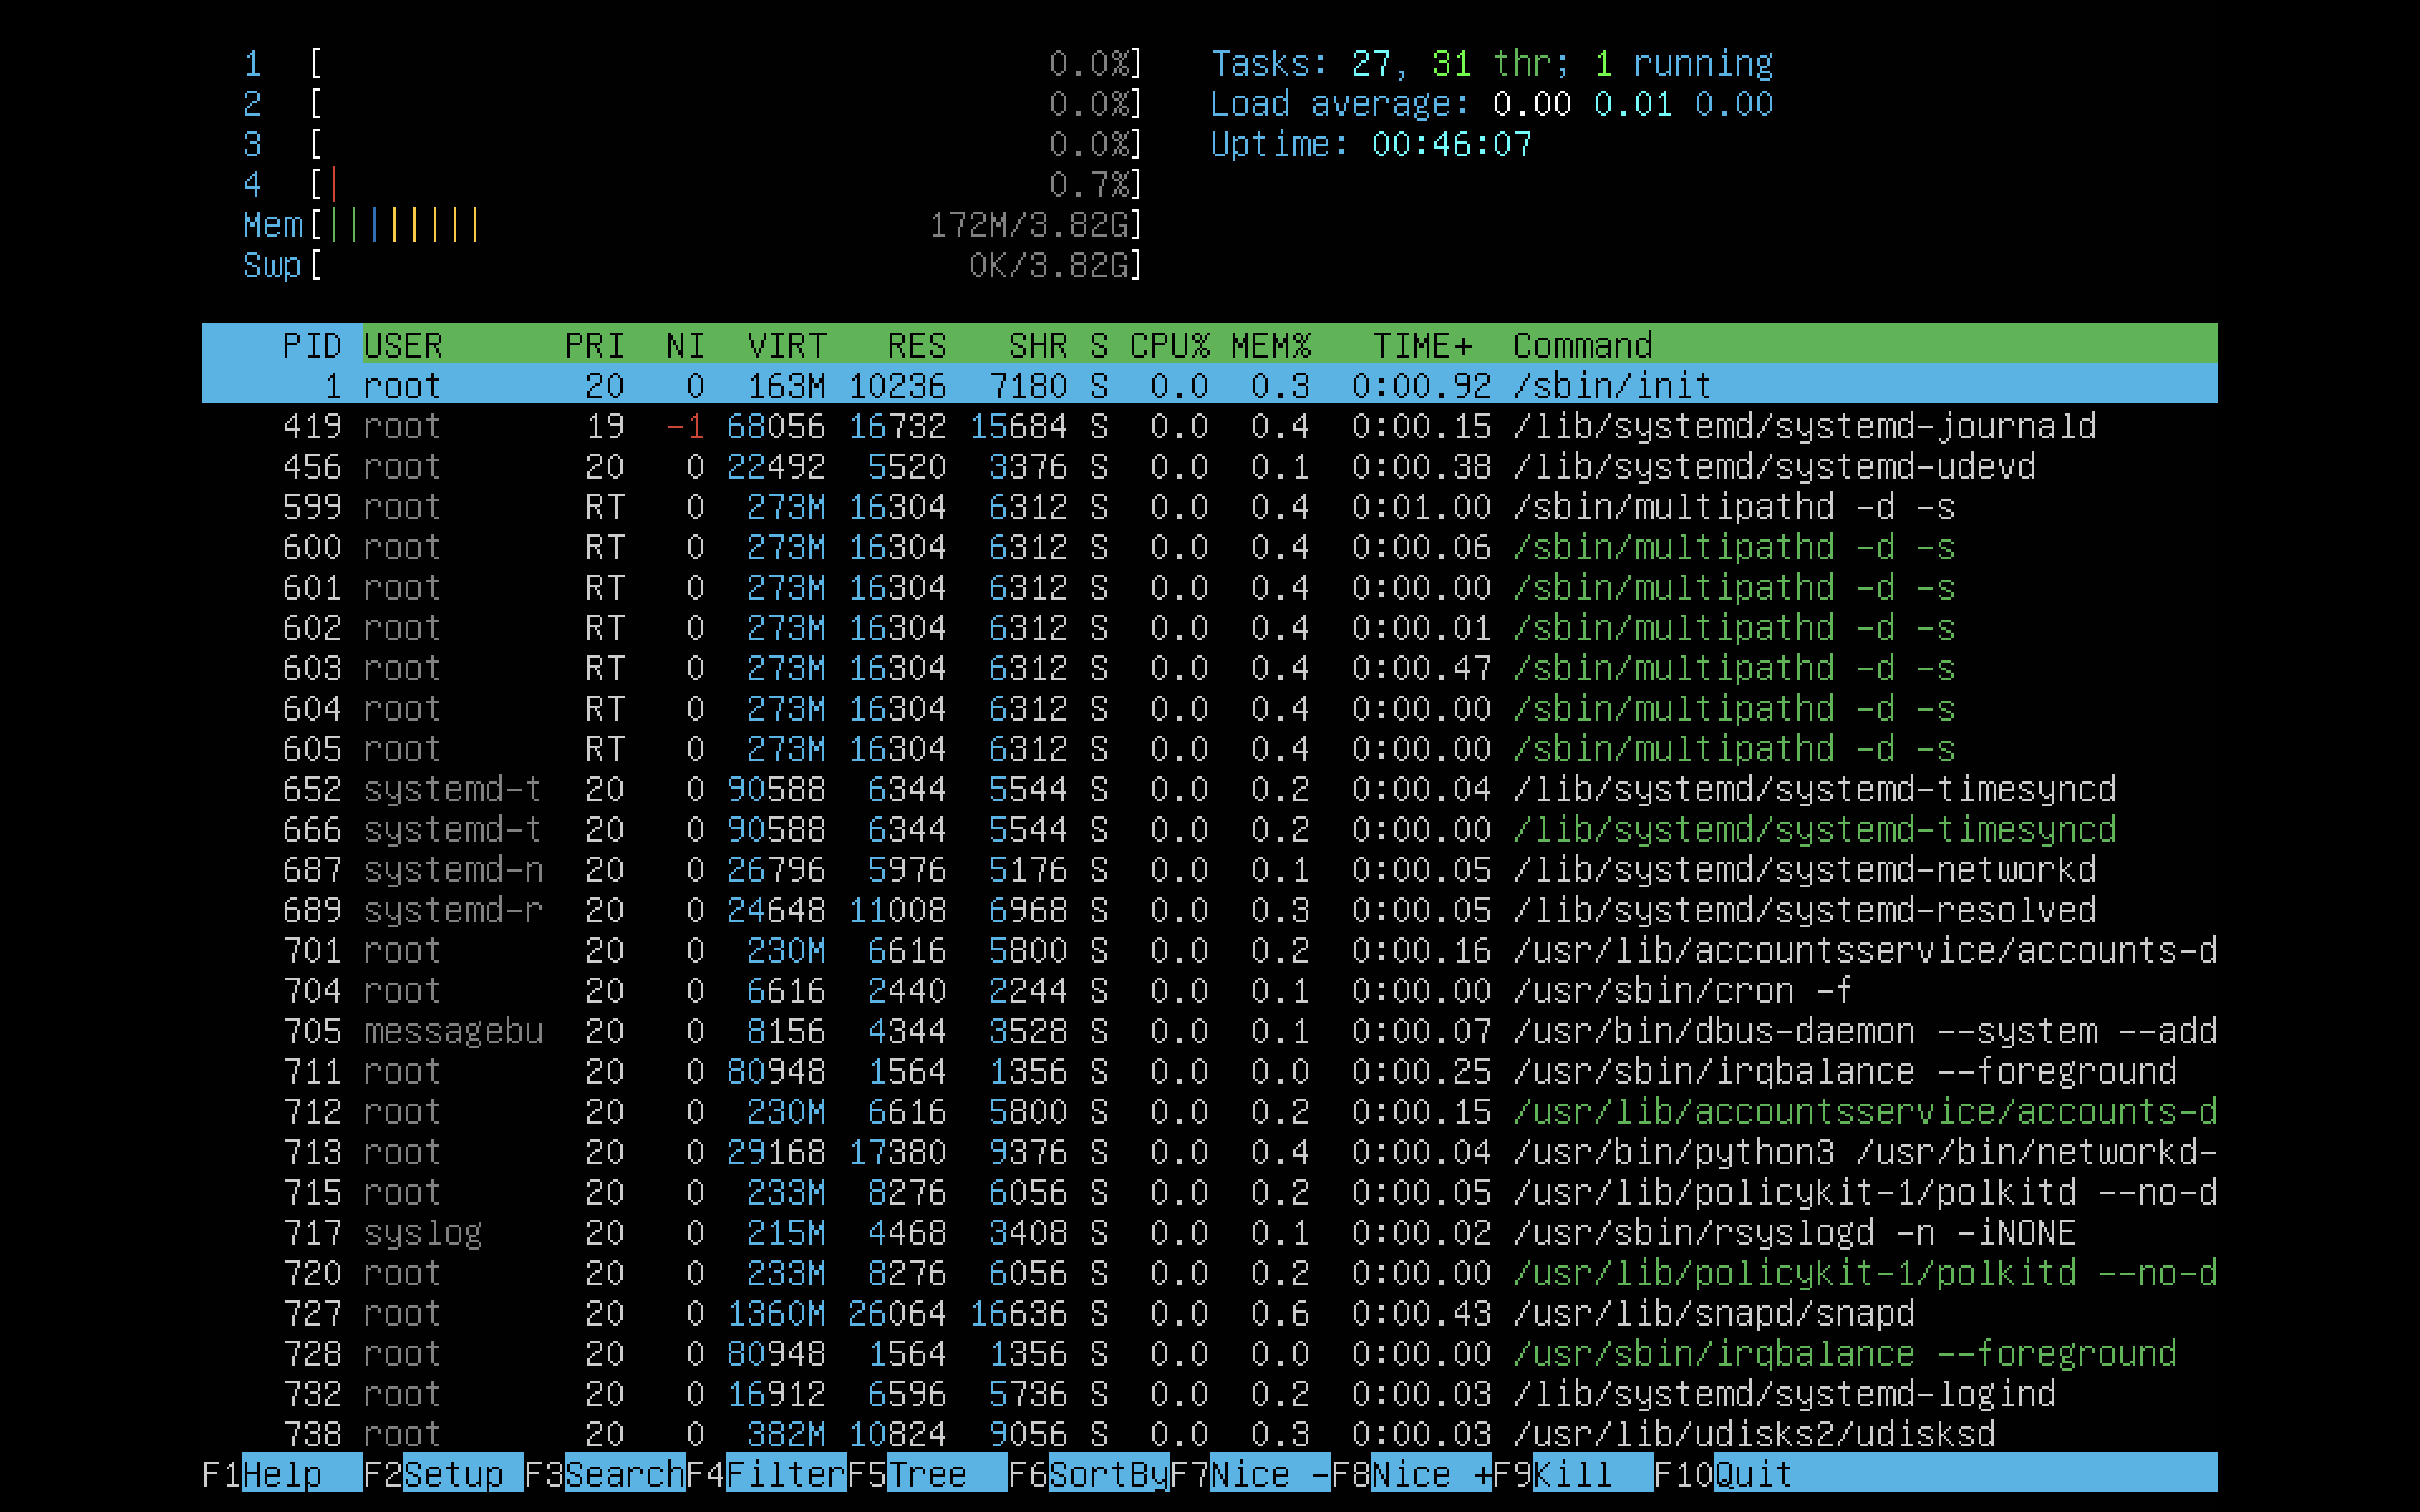 1 [ 0.0%] Tasks: 27, 31 thr; 1 running
2 [ 0.0%] Load average: 0.00 0.01 0.00
3 [ 0.0%] Uptime: 00:46:07
4 [| 0.7%]
Mem[|||||||| 172M/3.82G]
Swp[ 0K/3.82G]
PID USER PRI NI VIRT RES SHR S CPU% MEM% TIME+ Command
1 root 20 0 163M 10236 7180 S 0.0 0.3 0:00.92 /sbin/init
419 root 19 -1 68056 16732 15684 S 0.0 0.4 0:00.15 /lib/systemd/systemd-journald
456 root 20 0 22492 5520 3376 S 0.0 0.1 0:00.38 /lib/systemd/systemd-udevd
599 root RT 0 273M 16304 6312 S 0.0 0.4 0:01.00 /sbin/multipathd -d -s
600 root RT 0 273M 16304 6312 S 0.0 0.4 0:00.06 /sbin/multipathd -d -s
601 root RT 0 273M 16304 6312 S 0.0 0.4 0:00.00 /sbin/multipathd -d -s
602 root RT 0 273M 16304 6312 S 0.0 0.4 0:00.01 /sbin/multipathd -d -s
603 root RT 0 273M 16304 6312 S 0.0 0.4 0:00.47 /sbin/multipathd -d -s
604 root RT 0 273M 16304 6312 S 0.0 0.4 0:00.00 /sbin/multipathd -d -s
605 root RT 0 273M 16304 6312 S 0.0 0.4 0:00.00 /sbin/multipathd -d -s
652 systemd-t 20 0 90588 6344 5544 S 0.0 0.2 0:00.04 /lib/systemd/systemd-timesyncd
666 systemd-t 20 0 90588 6344 5544 S 0.0 0.2 0:00.00 /lib/systemd/systemd-timesyncd
687 systemd-n 20 0 26796 5976 5176 S 0.0 0.1 0:00.05 /lib/systemd/systemd-networkd
689 systemd-r 20 0 24648 11008 6968 S 0.0 0.3 0:00.05 /lib/systemd/systemd-resolved
701 root 20 0 230M 6616 5800 S 0.0 0.2 0:00.16 /usr/lib/accountsservice/accounts-d
704 root 20 0 6616 2440 2244 S 0.0 0.1 0:00.00 /usr/sbin/cron -f
705 messagebu 20 0 8156 4344 3528 S 0.0 0.1 0:00.07 /usr/bin/dbus-daemon --system --add
711 root 20 0 80948 1564 1356 S 0.0 0.0 0:00.25 /usr/sbin/irqbalance --foreground
712 root 20 0 230M 6616 5800 S 0.0 0.2 0:00.15 /usr/lib/accountsservice/accounts-d
713 root 20 0 29168 17380 9376 S 0.0 0.4 0:00.04 /usr/bin/python3 /usr/bin/networkd-
715 root 20 0 233M 8276 6056 S 0.0 0.2 0:00.05 /usr/lib/policykit-1/polkitd --no-d
717 syslog 20 0 215M 4468 3408 S 0.0 0.1 0:00.02 /usr/sbin/rsyslogd -n -iNONE
720 root 20 0 233M 8276 6056 S 0.0 0.2 0:00.00 /usr/lib/policykit-1/polkitd --no-d
727 root 20 0 1360M 26064 16636 S 0.0 0.6 0:00.43 /usr/lib/snapd/snapd
728 root 20 0 80948 1564 1356 S 0.0 0.0 0:00.00 /usr/sbin/irqbalance --foreground
732 root 20 0 16912 6596 5736 S 0.0 0.2 0:00.03 /lib/systemd/systemd-logind
738 root 20 0 382M 10824 9056 S 0.0 0.3 0:00.03 /usr/lib/udisks2/udisksd
F1Help F2Setup F3SearchF4FilterF5Tree F6SortByF7Nice -F8Nice +F9Kill F10Quit